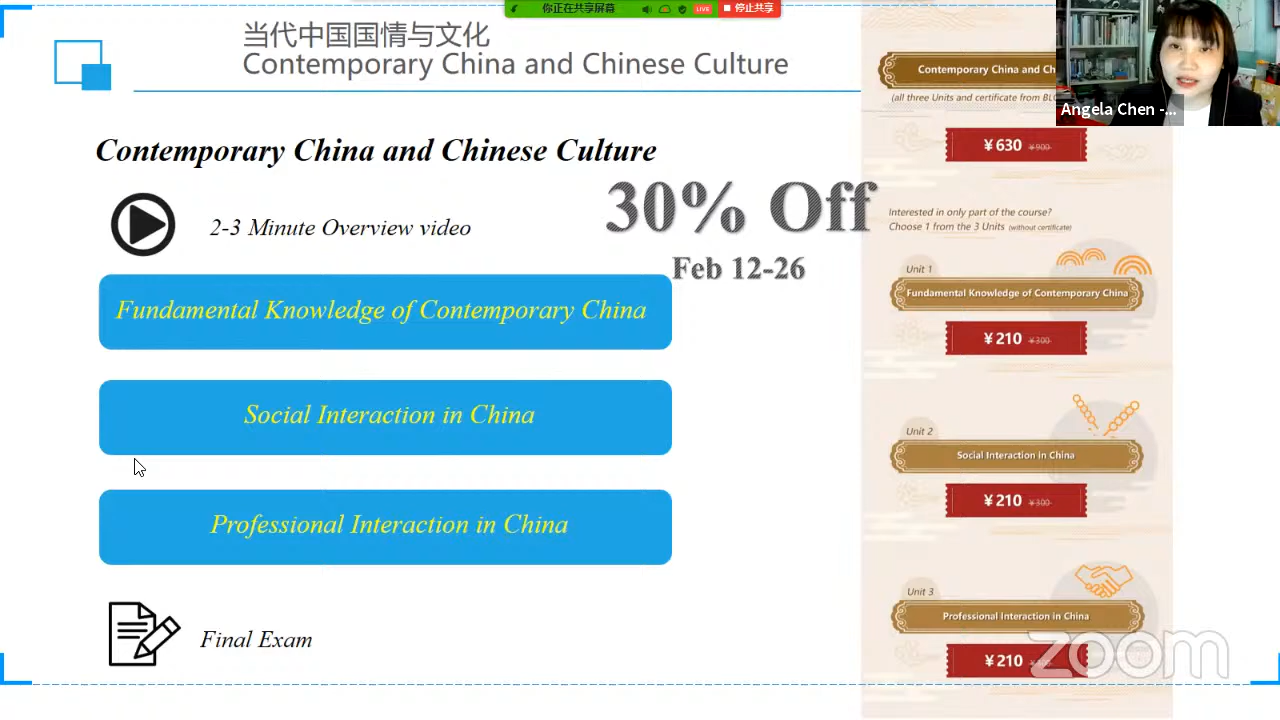 你正在共享屏幕
LIVE
停止共享
当代中国国情与文化
Contemporary China and Chinese Culture
Contemporary China and Chinese Culture
2-3 Minute Overview video
30% Off
Feb 12-26
Fundamental Knowledge of Contemporary China
Social Interaction in China
Professional Interaction in China
Final Exam
Contemporary China and Ch
(all three Units and certificate from BL
¥630 ¥900
Interested in only part of the course?
Choose 1 from the 3 Units (without certificate)
Unit 1
Fundamental Knowledge of Contemporary China
¥210 ¥300
Unit 2
Social Interaction in China
¥210 ¥300
Unit 3
Professional Interaction in China
¥210
Angela Chen -...
zoom